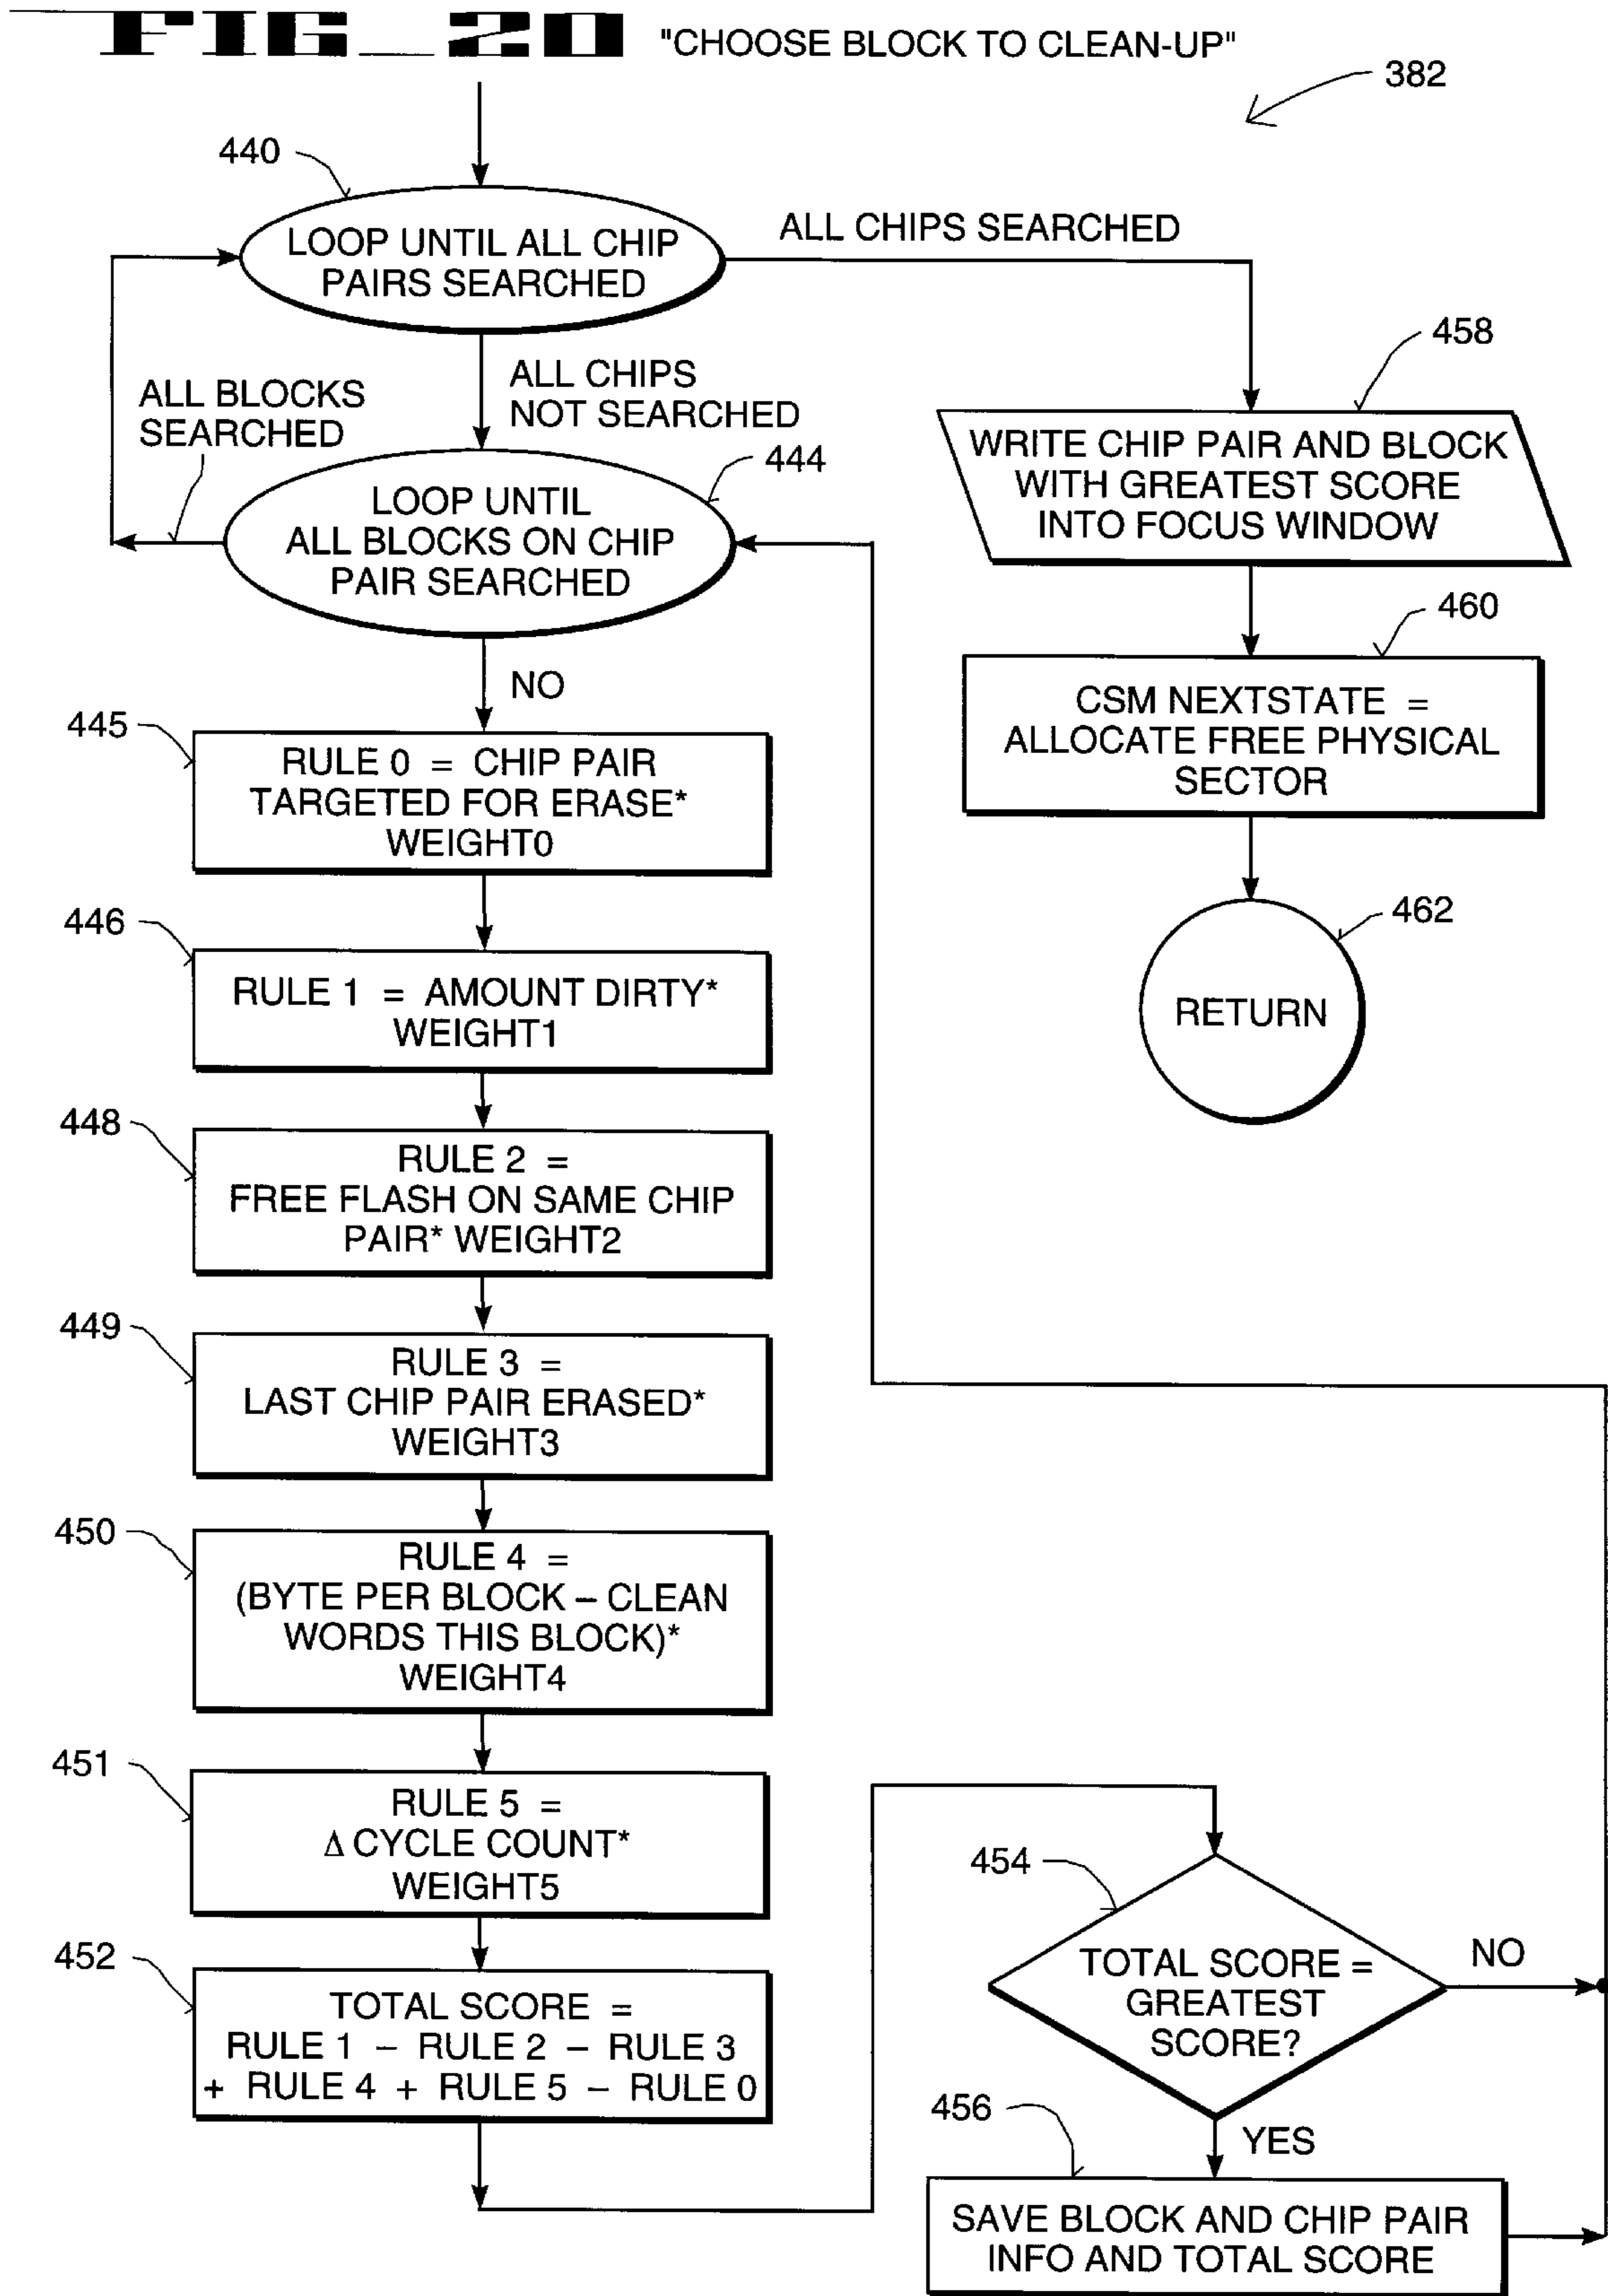 FIG_20 "CHOOSE BLOCK TO CLEAN-UP"
382
440
LOOP UNTIL ALL CHIP
PAIRS SEARCHED
ALL CHIPS SEARCHED
ALL BLOCKS
SEARCHED
ALL CHIPS
NOT SEARCHED
444
LOOP UNTIL
ALL BLOCKS ON CHIP
PAIR SEARCHED
NO
445
RULE 0 = CHIP PAIR
TARGETED FOR ERASE*
WEIGHT0
446
RULE 1 = AMOUNT DIRTY*
WEIGHT1
448
RULE 2 =
FREE FLASH ON SAME CHIP
PAIR* WEIGHT2
449
RULE 3 =
LAST CHIP PAIR ERASED*
WEIGHT3
450
RULE 4 =
(BYTE PER BLOCK – CLEAN
WORDS THIS BLOCK)*
WEIGHT4
451
RULE 5 =
Δ CYCLE COUNT*
WEIGHT5
452
TOTAL SCORE =
RULE 1 – RULE 2 – RULE 3
+ RULE 4 + RULE 5 – RULE 0
454
TOTAL SCORE =
GREATEST
SCORE?
NO
YES
456
SAVE BLOCK AND CHIP PAIR
INFO AND TOTAL SCORE
458
WRITE CHIP PAIR AND BLOCK
WITH GREATEST SCORE
INTO FOCUS WINDOW
460
CSM NEXTSTATE =
ALLOCATE FREE PHYSICAL
SECTOR
462
RETURN